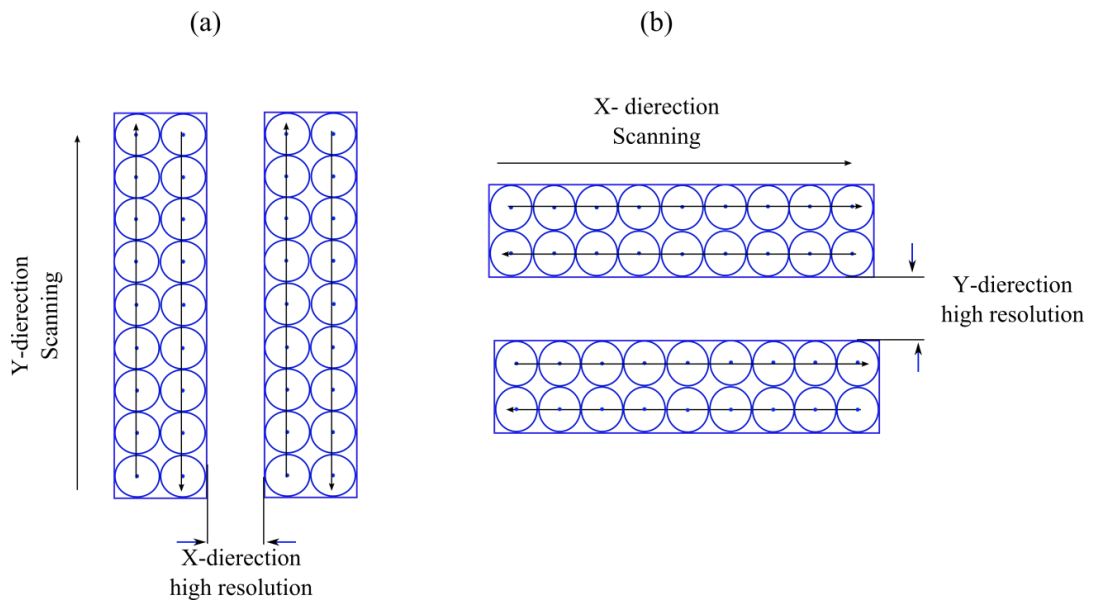 (a)
(b)
Y-dierection
Scanning
X-dierection
high resolution
X- dierection
Scanning
Y-dierection
high resolution